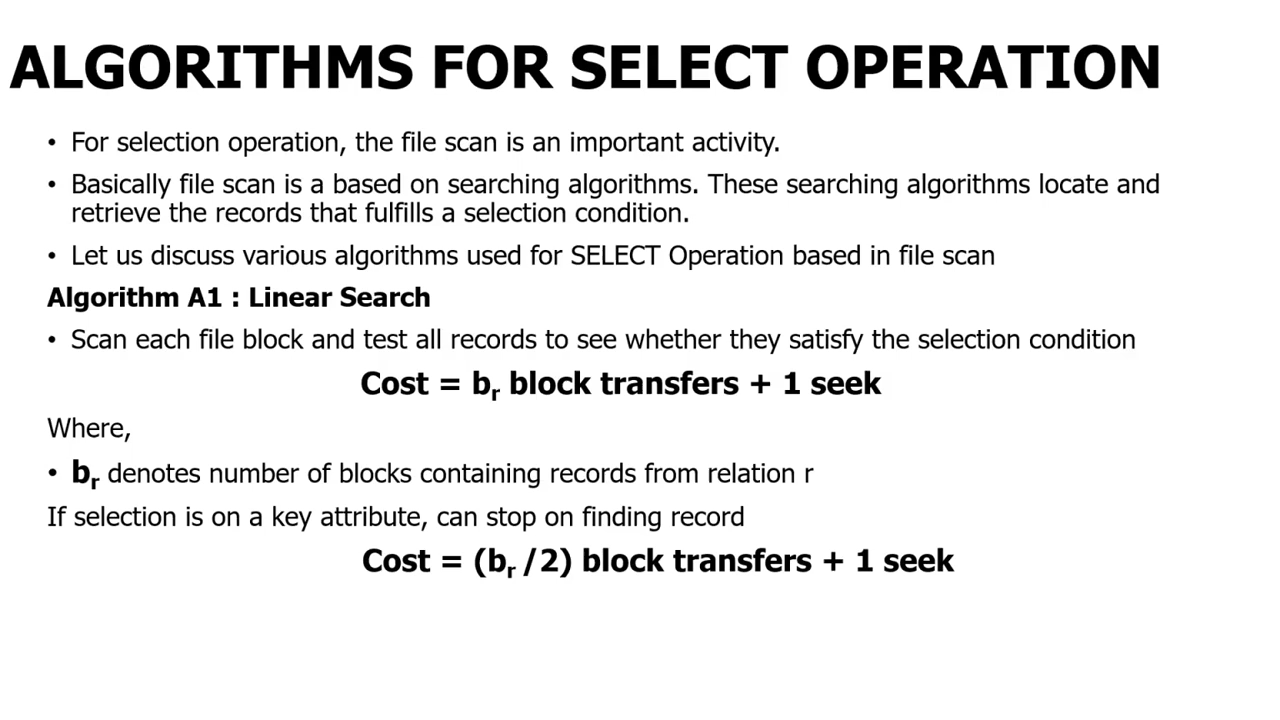 ALGORITHMS FOR SELECT OPERATION
• For selection operation, the file scan is an important activity.
• Basically file scan is a based on searching algorithms. These searching algorithms locate and
retrieve the records that fulfills a selection condition.
• Let us discuss various algorithms used for SELECT Operation based in file scan
Algorithm A1 : Linear Search
• Scan each file block and test all records to see whether they satisfy the selection condition
Cost = br block transfers + 1 seek
Where,
• br denotes number of blocks containing records from relation r
If selection is on a key attribute, can stop on finding record
Cost = (br /2) block transfers + 1 seek